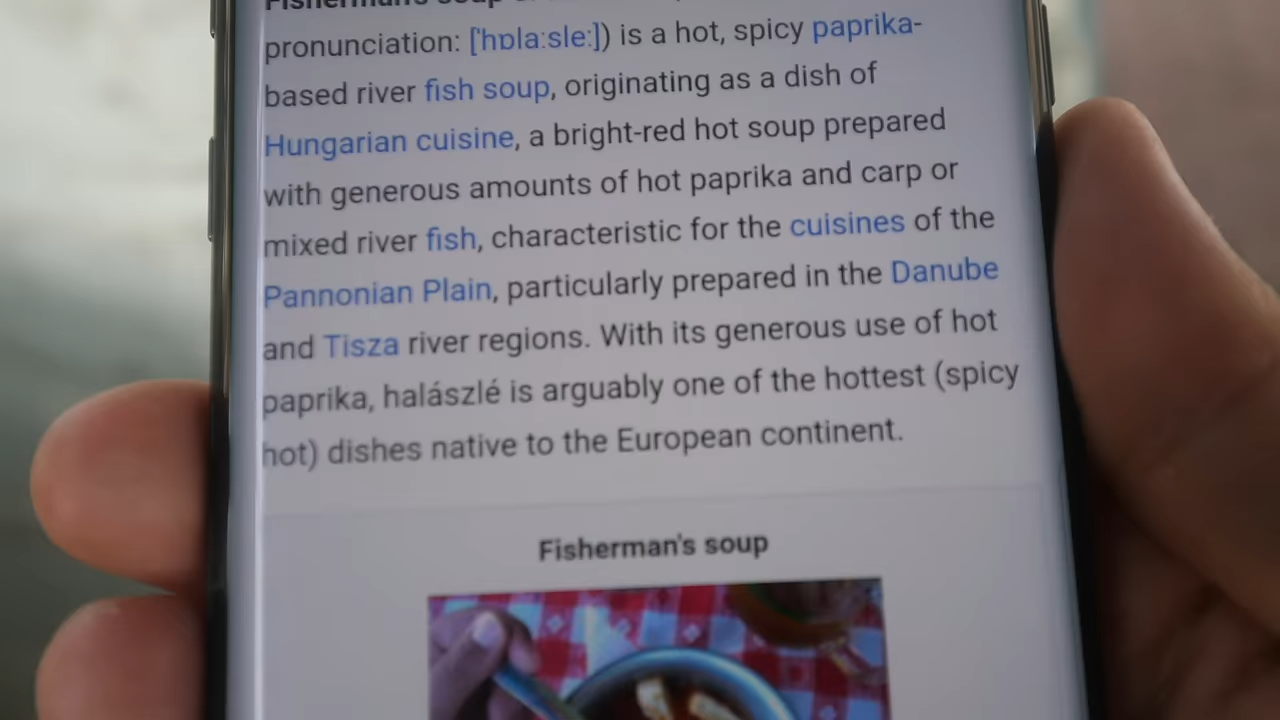 Fisherman's soup
pronunciation: [ˈhɒlaːsleː]) is a hot, spicy paprika-
based river fish soup, originating as a dish of
Hungarian cuisine, a bright-red hot soup prepared
with generous amounts of hot paprika and carp or
mixed river fish, characteristic for the cuisines of the
Pannonian Plain, particularly prepared in the Danube
and Tisza river regions. With its generous use of hot
paprika, halászlé is arguably one of the hottest (spicy
hot) dishes native to the European continent.
Fisherman's soup